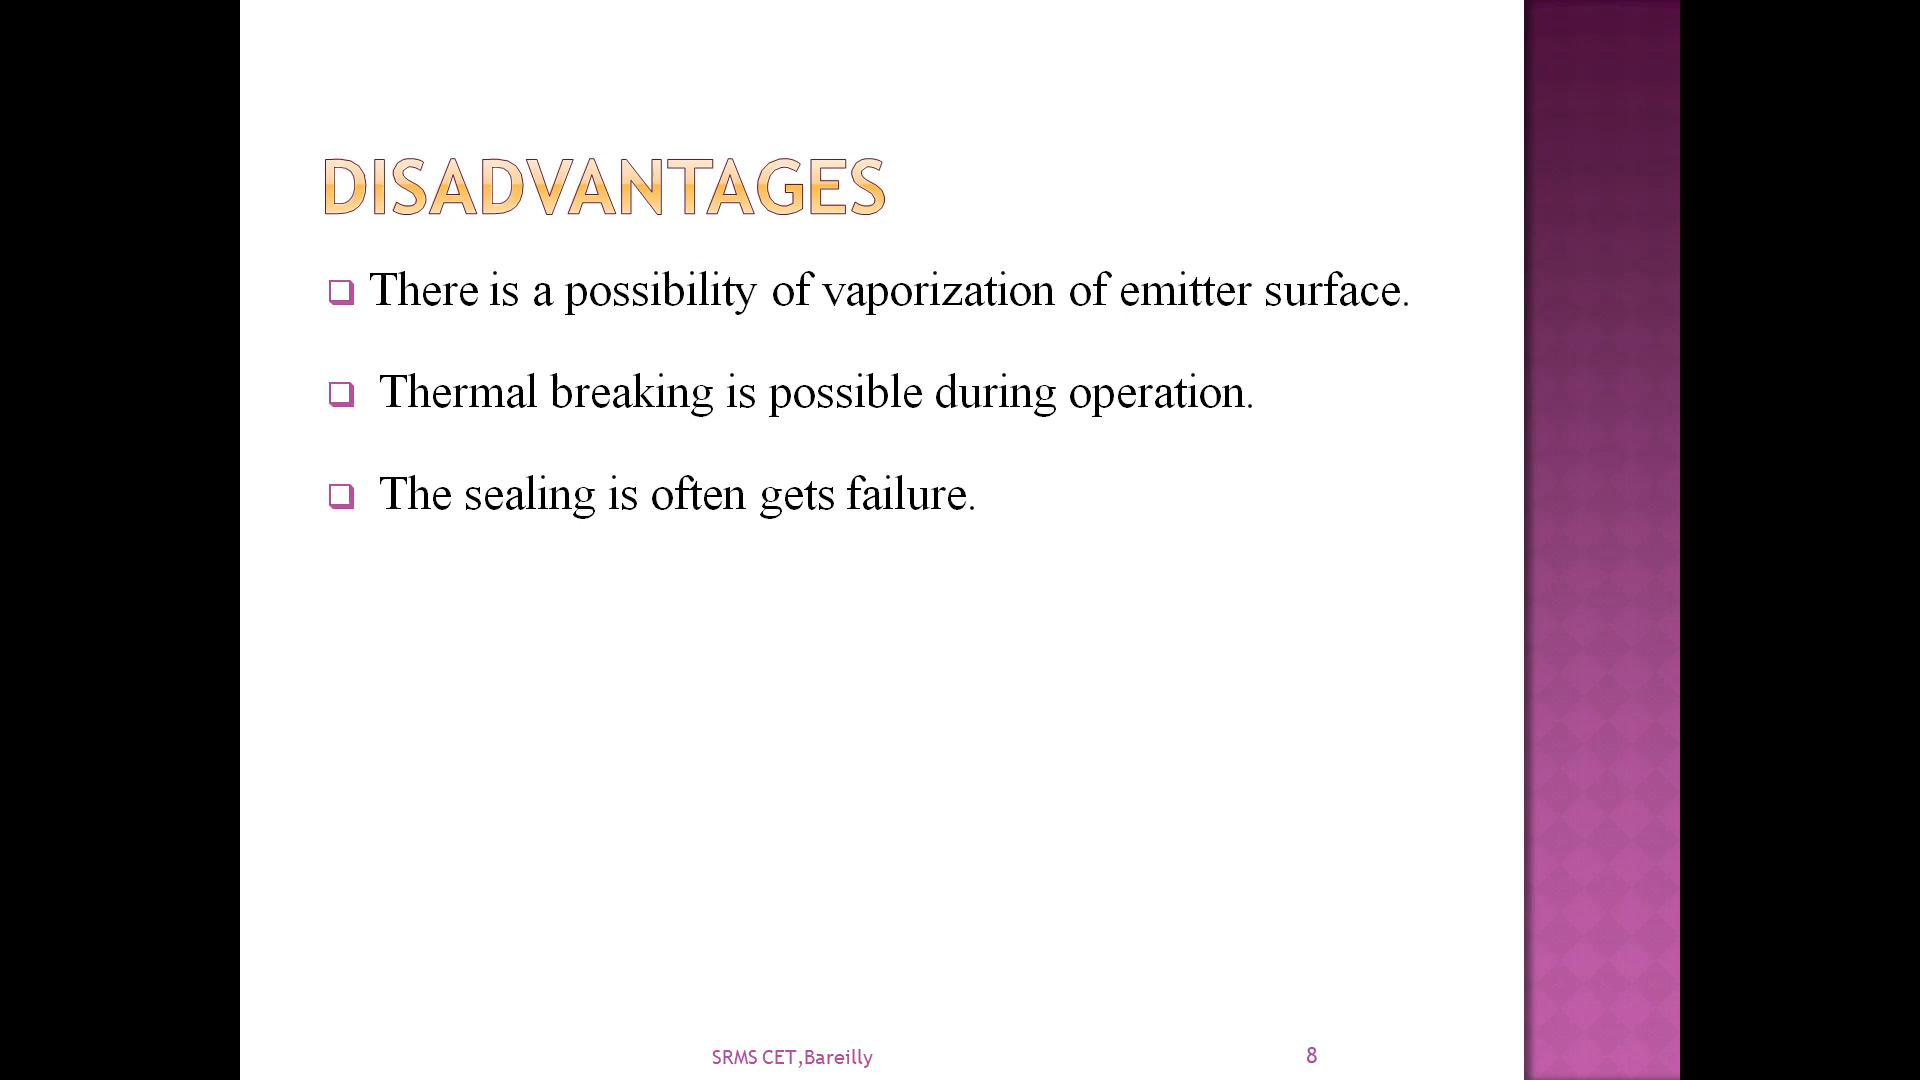 DISADVANTAGES
There is a possibility of vaporization of emitter surface.
Thermal breaking is possible during operation.
The sealing is often gets failure.
SRMS CET,Bareilly
8